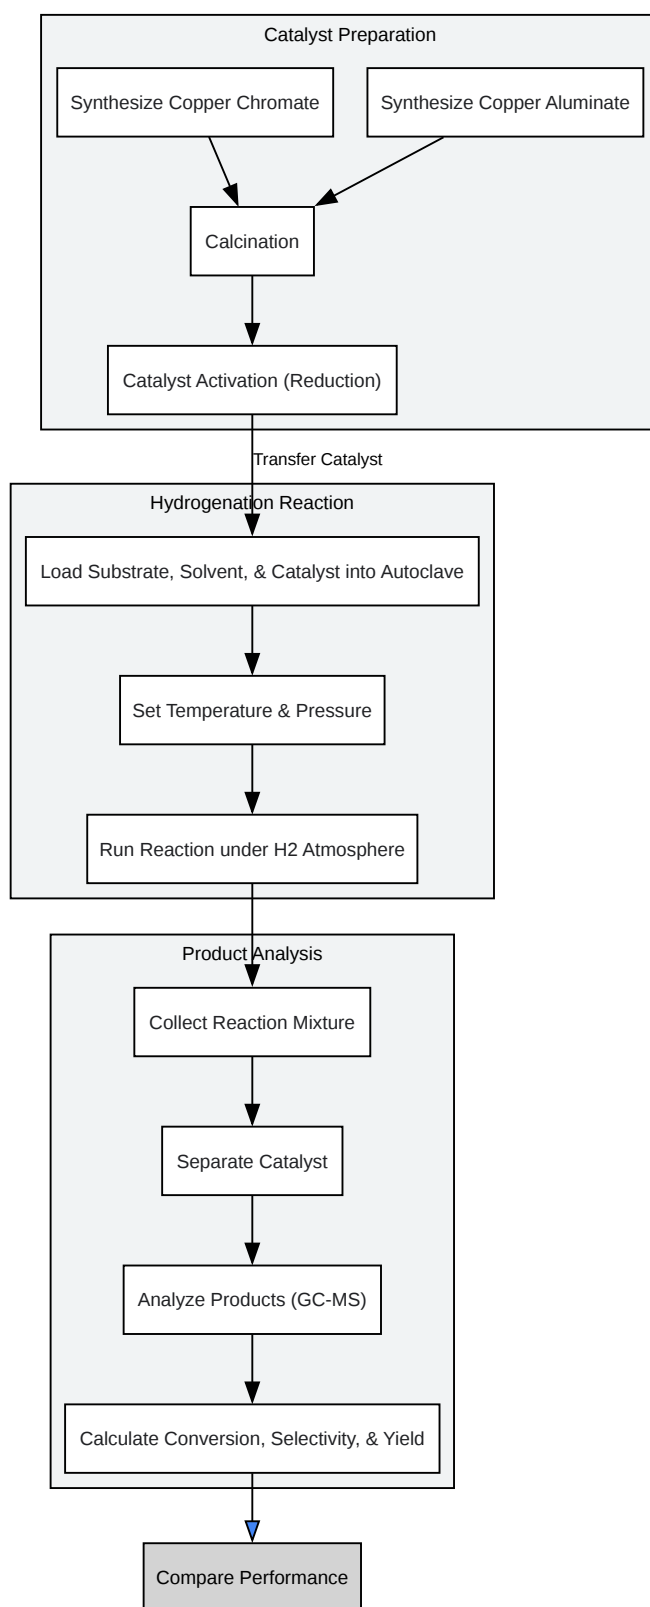 Catalyst Preparation
Synthesize Copper Chromate
Synthesize Copper Aluminate
Calcination
Catalyst Activation (Reduction)
Transfer Catalyst
Hydrogenation Reaction
Load Substrate, Solvent, & Catalyst into Autoclave
Set Temperature & Pressure
Run Reaction under H2 Atmosphere
Product Analysis
Collect Reaction Mixture
Separate Catalyst
Analyze Products (GC-MS)
Calculate Conversion, Selectivity, & Yield
Compare Performance